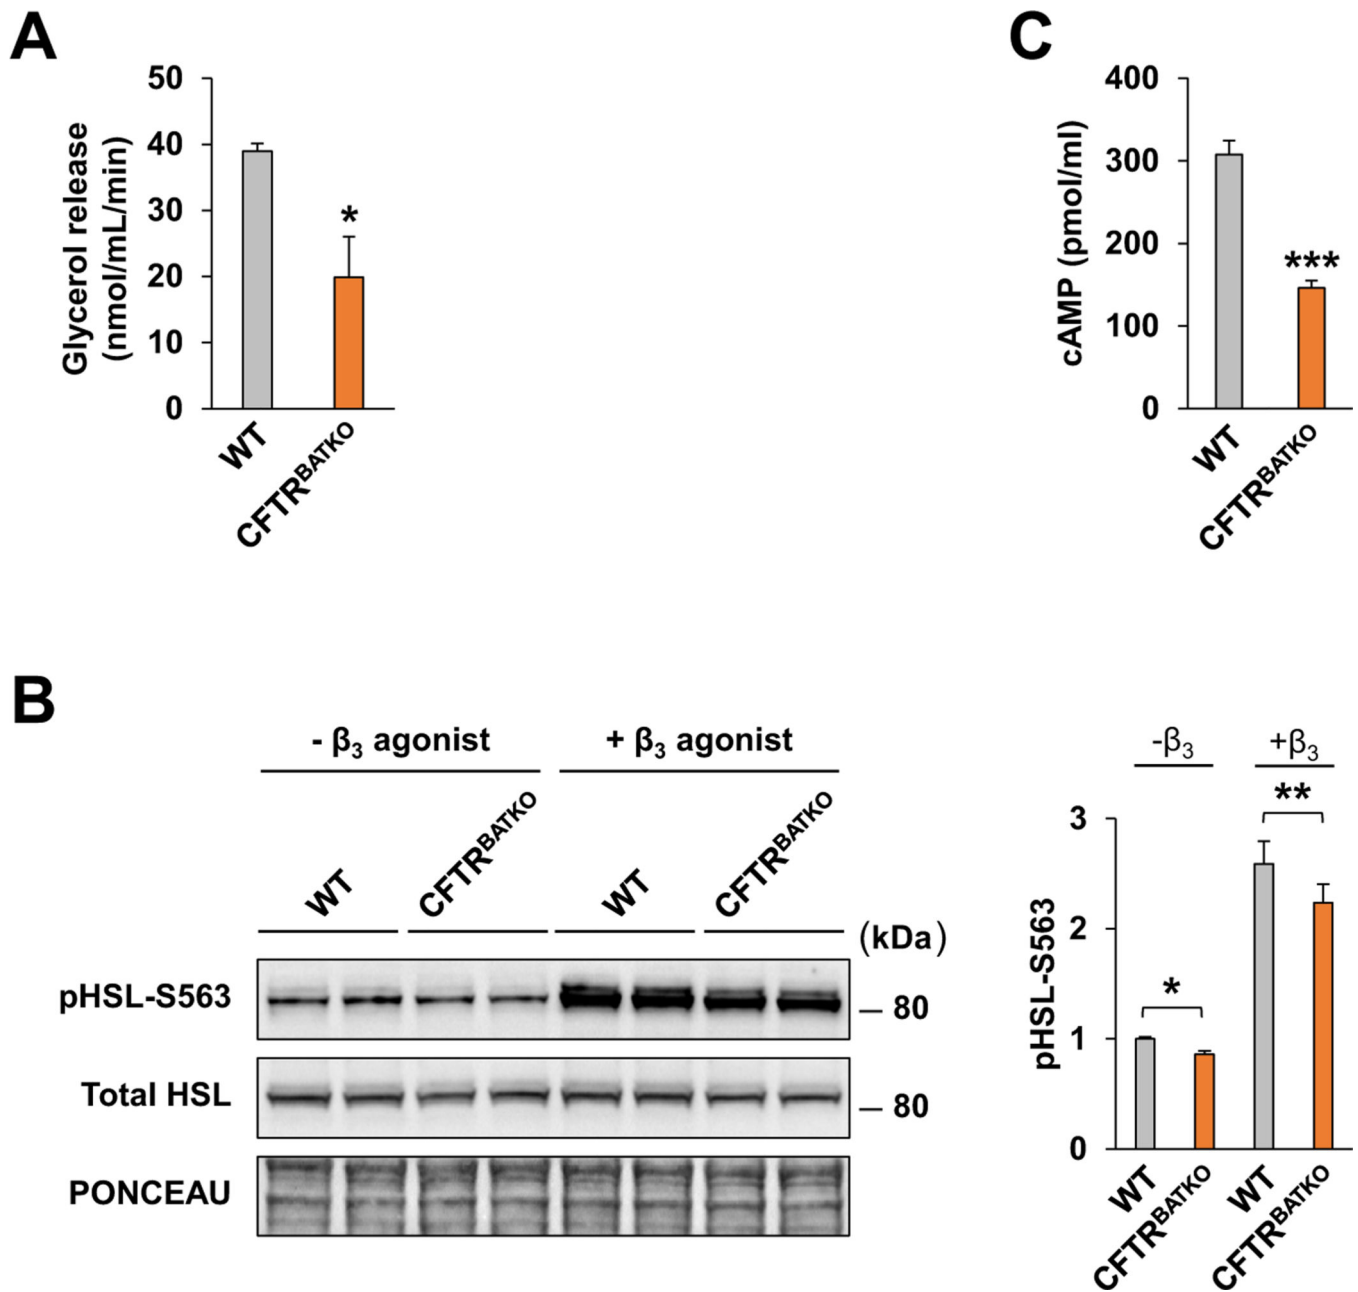 A
Glycerol release
(nmol/mL/min)
50
40
30
20
10
0
*
WT
CFTRᴮᴬᵀᴷᴼ
C
cAMP (pmol/ml)
400
300
200
100
0
***
WT
CFTRᴮᴬᵀᴷᴼ
B
- β₃ agonist
+ β₃ agonist
WT
CFTRᴮᴬᵀᴷᴼ
WT
CFTRᴮᴬᵀᴷᴼ
(kDa)
pHSL-S563
— 80
Total HSL
— 80
PONCEAU
-β₃
+β₃
pHSL-S563
3
2
1
0
*
**
WT
CFTRᴮᴬᵀᴷᴼ
WT
CFTRᴮᴬᵀᴷᴼ